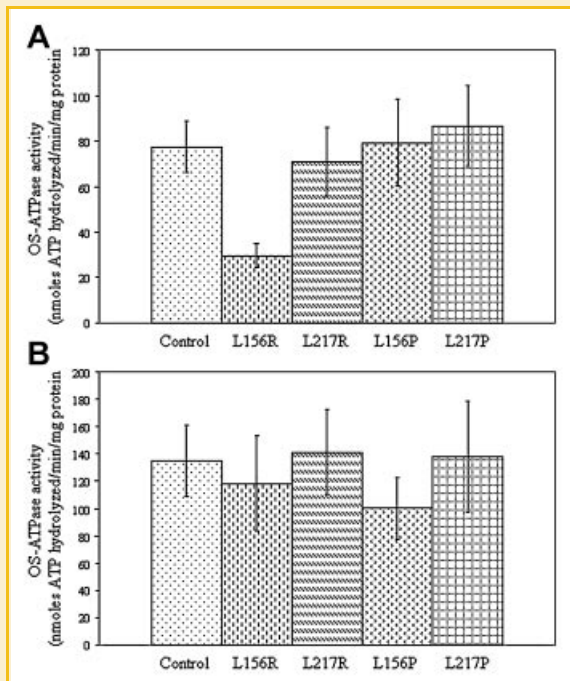 A
OS-ATPase activity
(nmoles ATP hydrolyzed/min/mg protein
120
100
80
60
40
20
0
Control L156R L217R L156P L217P
B
OS-ATPase activity
(nmoles ATP hydrolyzed/min/mg protein
200
180
160
140
120
100
80
60
40
20
0
Control L156R L217R L156P L217P